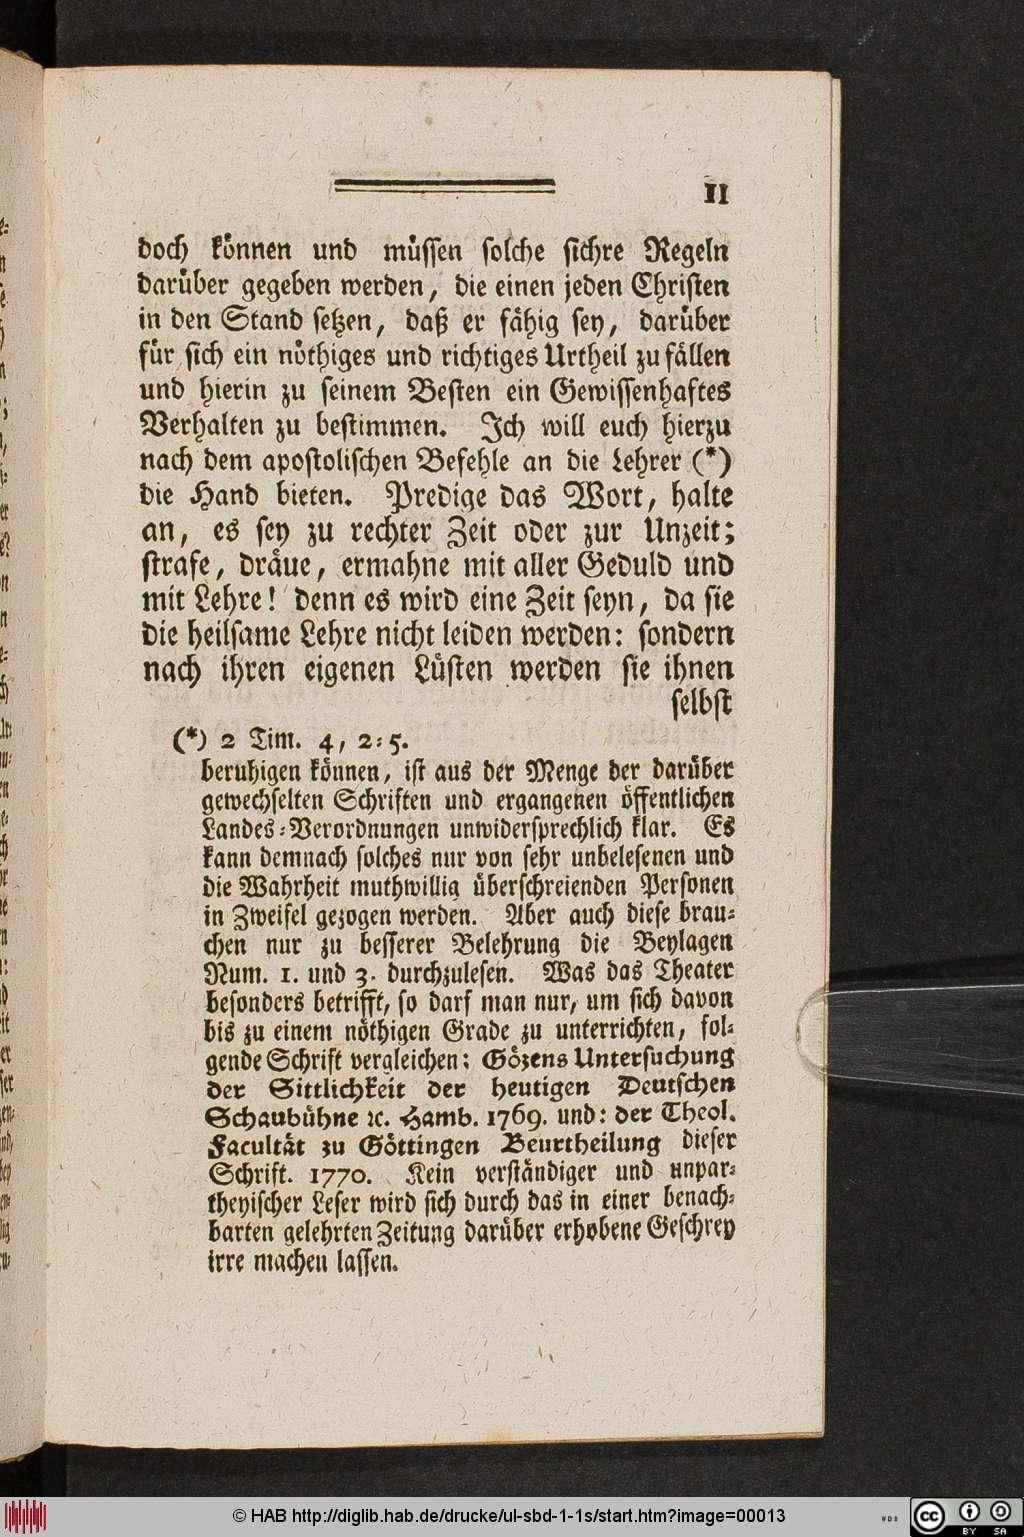 11
doch können und müssen solche sichre Regeln
darüber gegeben werden, die einen jeden Christen
in den Stand setzen, daß er fähig sey, darüber
für sich ein nöthiges und richtiges Urtheil zu fällen
und hierin zu seinem Besten ein Gewissenhaftes
Verhalten zu bestimmen. Ich will euch hierzu
nach dem apostolischen Befehle an die Lehrer (*)
die Hand bieten. Predige das Wort, halte
an, es sey zu rechter Zeit oder zur Unzeit;
strafe, dräue, ermahne mit aller Geduld und
mit Lehre! denn es wird eine Zeit seyn, da sie
die heilsame Lehre nicht leiden werden: sondern
nach ihren eigenen Lüsten werden sie ihnen
selbst
(*) 2 Tim. 4, 2-5.
beruhigen können, ist aus der Menge der darüber
gewechselten Schriften und ergangenen öffentlichen
Landes-Verordnungen unwidersprechlich klar. Es
kann demnach solches nur von sehr unbelesenen und
die Wahrheit muthwillig überschreienden Personen
in Zweifel gezogen werden. Aber auch diese brau-
chen nur zu besserer Belehrung die Beylagen
Num. 1. und 3. durchzulesen. Was das Theater
besonders betrifft, so darf man nur, um sich davon
bis zu einem nöthigen Grade zu unterrichten, fol-
gende Schrift vergleichen: Gözens Untersuchung
der Sittlichkeit der heutigen Deutschen
Schaubühne ꝛc. Hamb. 1769. und: der Theol.
Facultät zu Göttingen Beurtheilung dieser
Schrift. 1770. Kein verständiger und unpar-
theyischer Leser wird sich durch das in einer benach-
barten gelehrten Zeitung darüber erhobene Geschrey
irre machen lassen.
© HAB http://diglib.hab.de/drucke/ul-sbd-1-1s/start.htm?image=00013
cc BY SA